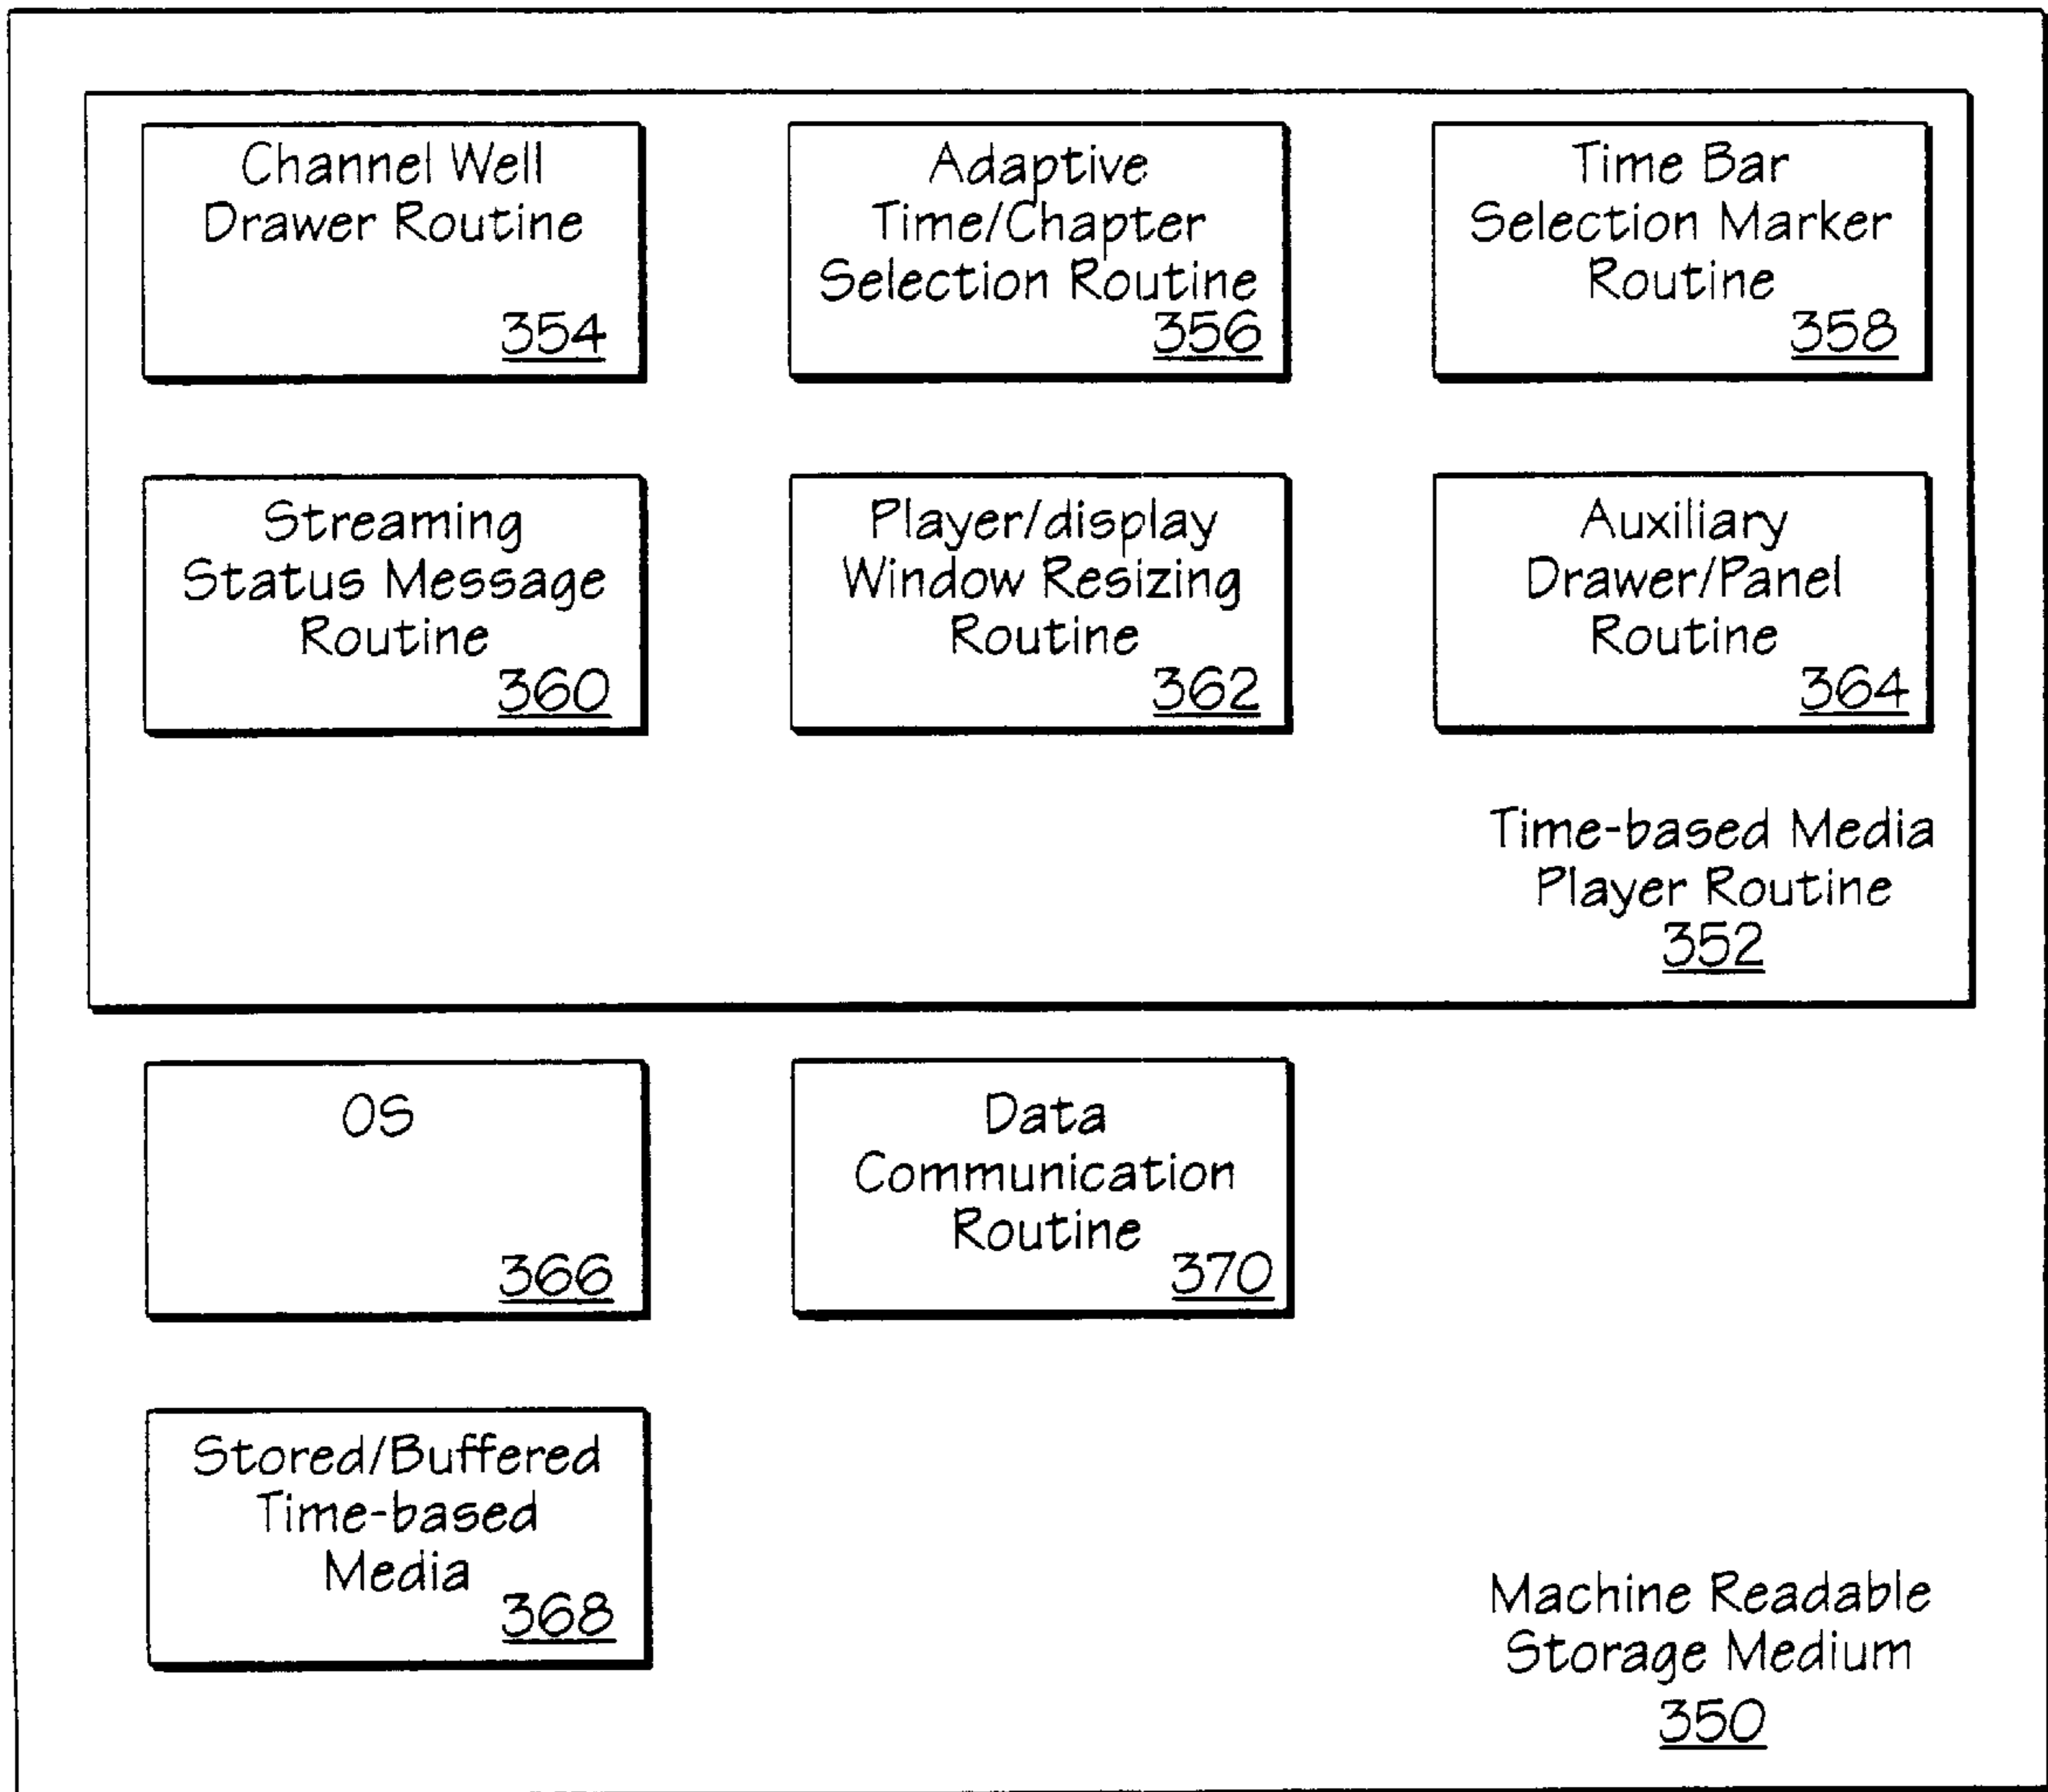 Channel Well
Drawer Routine
354
Adaptive
Time/Chapter
Selection Routine
356
Time Bar
Selection Marker
Routine
358
Streaming
Status Message
Routine
360
Player/display
Window Resizing
Routine
362
Auxiliary
Drawer/Panel
Routine
364
Time-based Media
Player Routine
352
OS
366
Data
Communication
Routine
370
Stored/Buffered
Time-based
Media
368
Machine Readable
Storage Medium
350